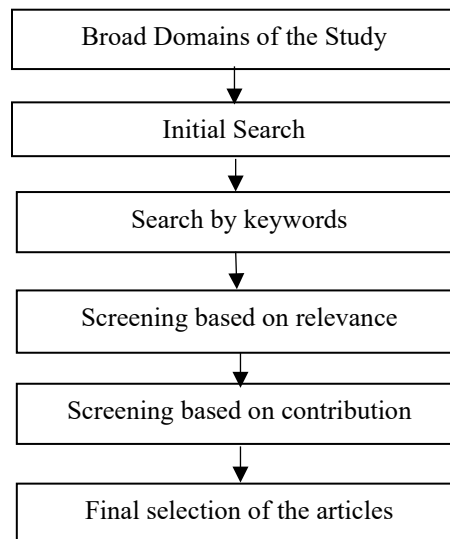 Broad Domains of the Study
Initial Search
Search by keywords
Screening based on relevance
Screening based on contribution
Final selection of the articles